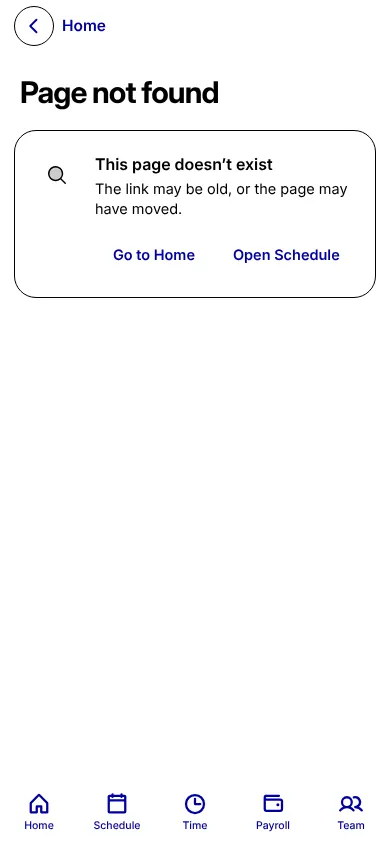 Home
Page not found
This page doesn’t exist
The link may be old, or the page may
have moved.
Go to Home Open Schedule
Home Schedule Time Payroll Team